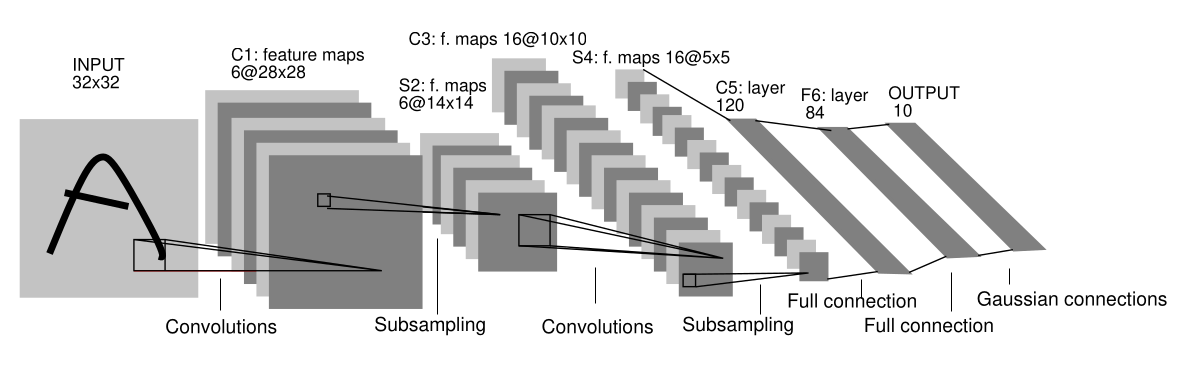 INPUT
32x32
C1: feature maps
6@28x28
S2: f. maps
6@14x14
C3: f. maps 16@10x10
S4: f. maps 16@5x5
C5: layer
120
F6: layer
84
OUTPUT
10
Convolutions
Subsampling
Convolutions
Subsampling
Full connection
Full connection
Gaussian connections